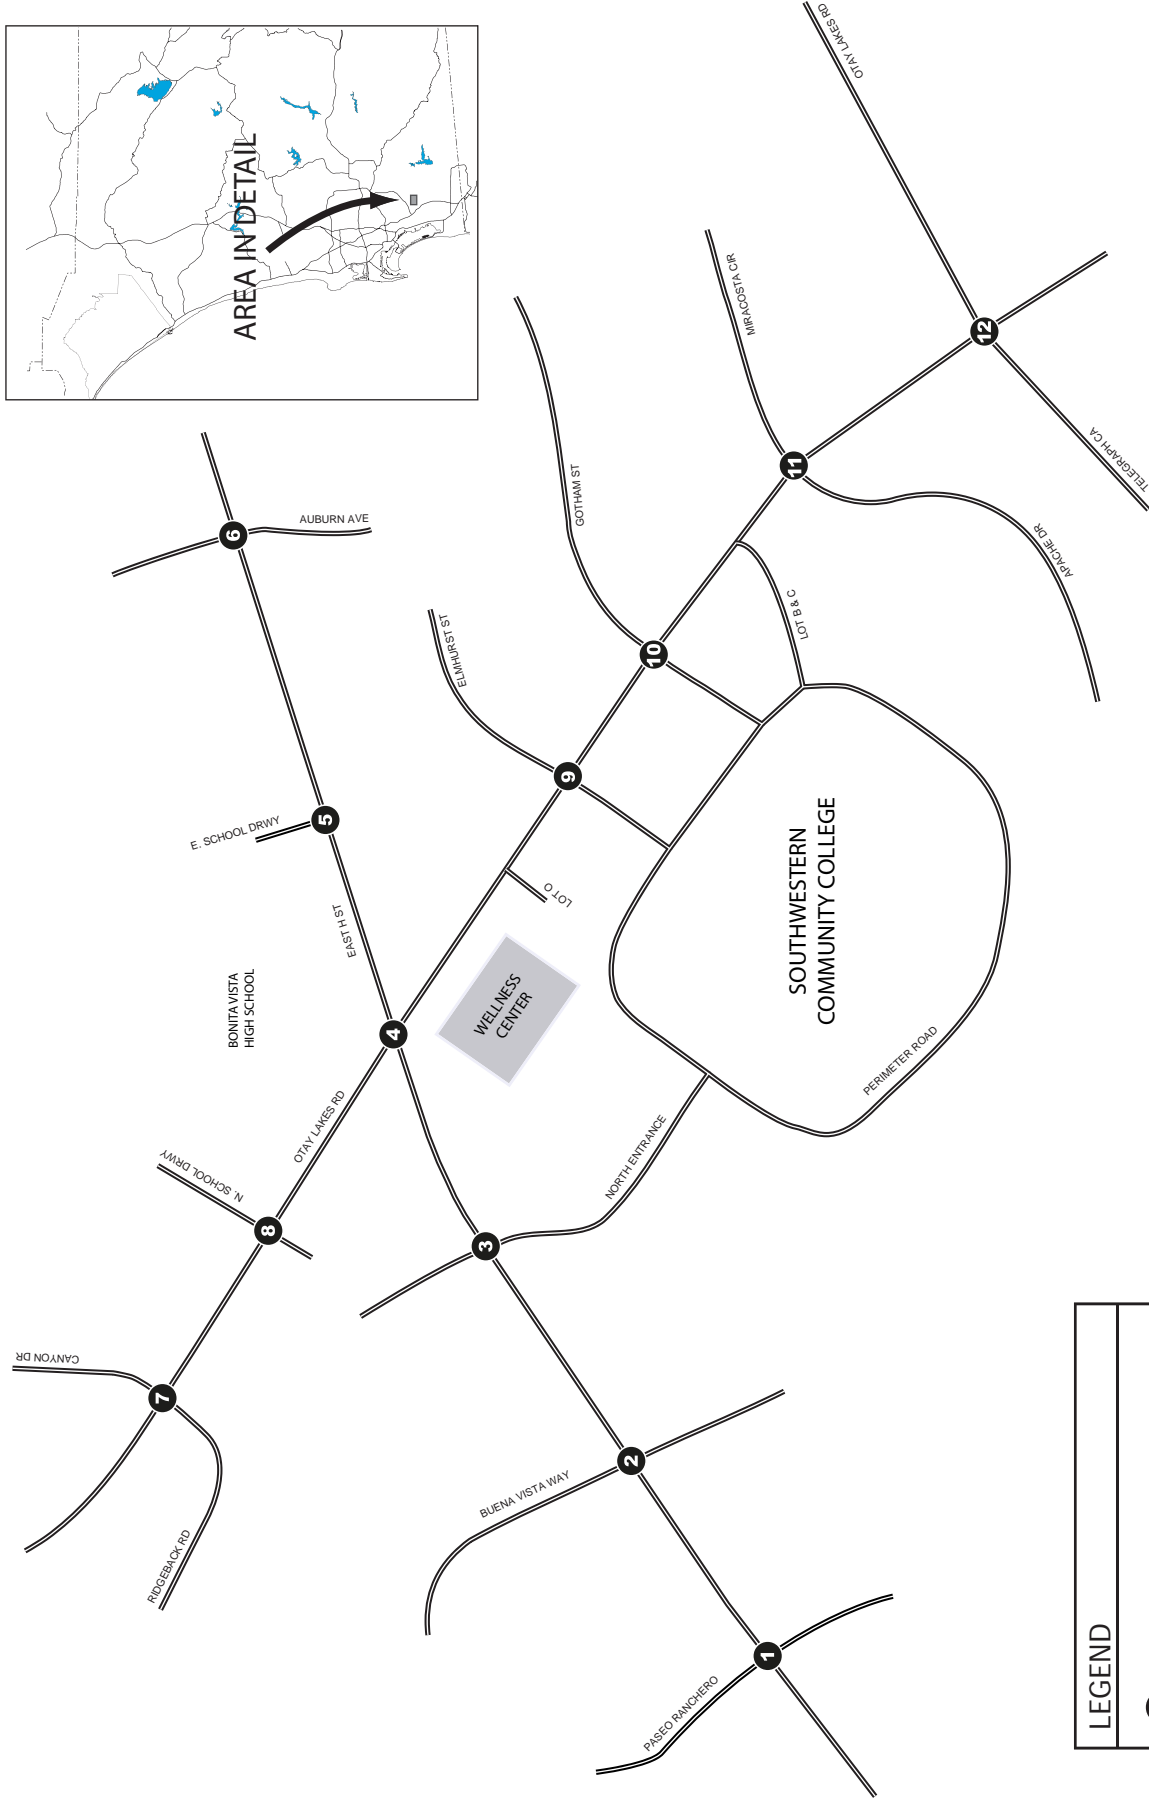 AREA IN DETAIL
OTAY LAKES RD
MIRACOSTA CIR
12
TELEGRAPH CA
11
APACHE DR
GOTHAM ST
10
LOT B & C
ELMHURST ST
9
LOT O
6
AUBURN AVE
5
E. SCHOOL DRWY
EAST H ST
BONITA VISTA
HIGH SCHOOL
4
WELLNESS
CENTER
SOUTHWESTERN
COMMUNITY COLLEGE
PERIMETER ROAD
NORTH ENTRANCE
OTAY LAKES RD
N. SCHOOL DRWY
8
3
CANYON DR
7
RIDGEBACK RD
BUENA VISTA WAY
2
PASEO RANCHERO
1
LEGEND